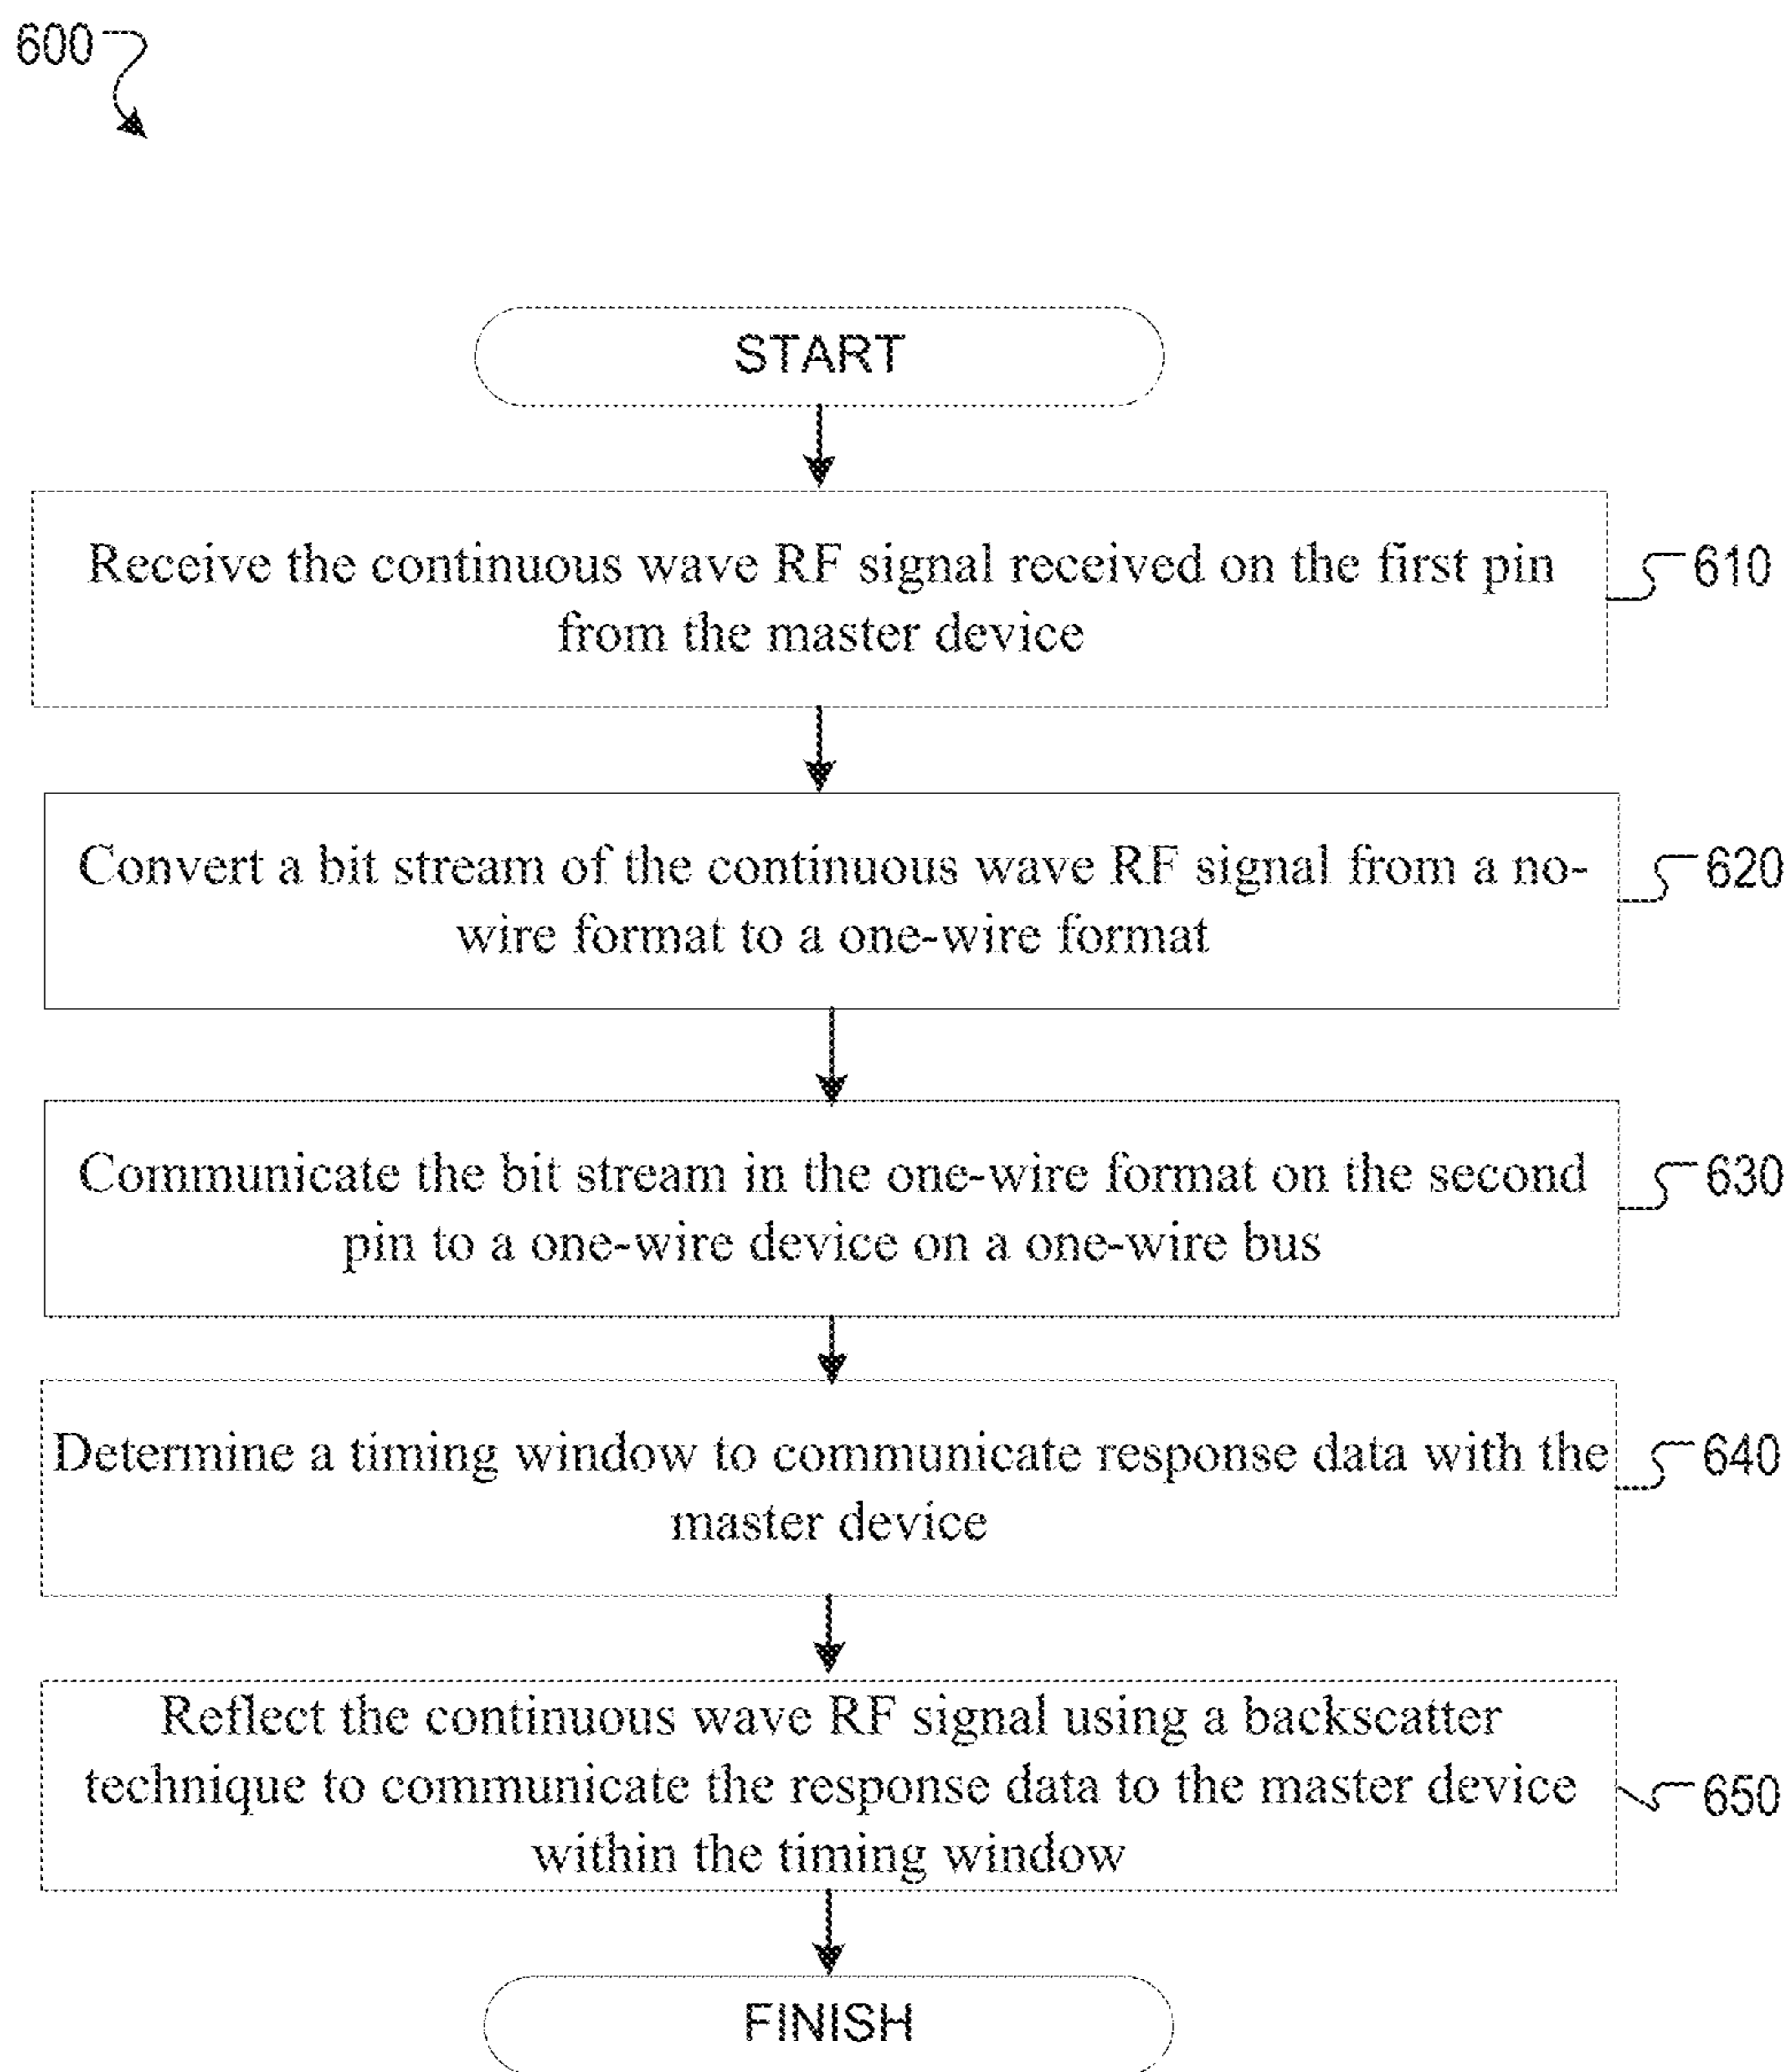 600
START
Receive the continuous wave RF signal received on the first pin
from the master device
610
Convert a bit stream of the continuous wave RF signal from a no-
wire format to a one-wire format
620
Communicate the bit stream in the one-wire format on the second
pin to a one-wire device on a one-wire bus
630
Determine a timing window to communicate response data with the
master device
640
Reflect the continuous wave RF signal using a backscatter
technique to communicate the response data to the master device
within the timing window
650
FINISH